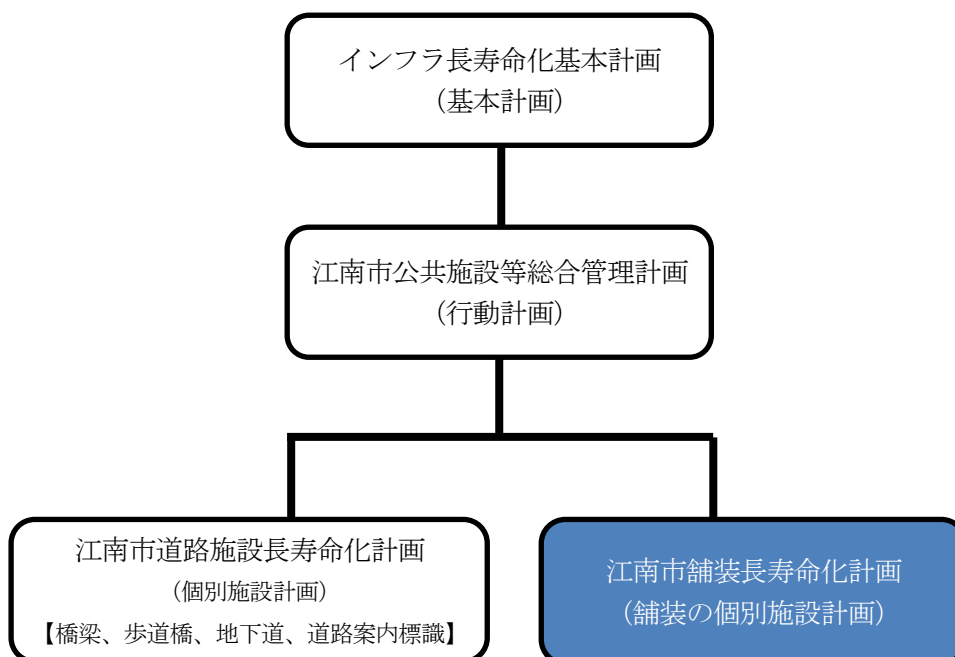 インフラ長寿命化基本計画
（基本計画）
江南市公共施設等総合管理計画
（行動計画）
江南市道路施設長寿命化計画
（個別施設計画）
【橋梁、歩道橋、地下道、道路案内標識】
江南市舗装長寿命化計画
（舗装の個別施設計画）